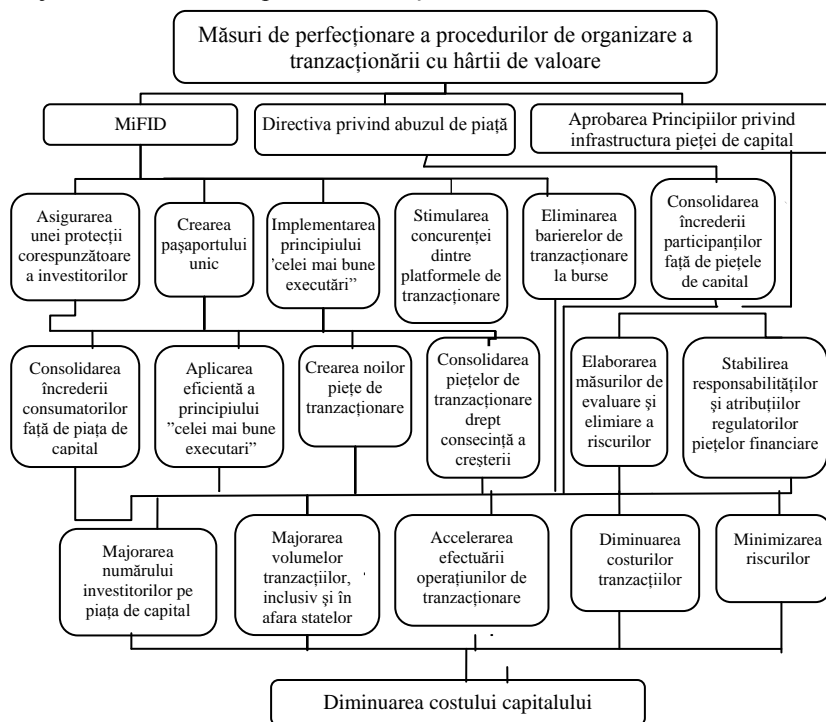 Măsuri de perfecționare a procedurilor de organizare a
tranzacționării cu hârtii de valoare
MiFID
Directiva privind abuzul de piață
Aprobarea Principiilor privind
infrastructura pieței de capital
Asigurarea
unei protecții
corespunzătoare
a investitorilor
Crearea
pașaportului
unic
Implementarea
principiului
"celei mai bune
executări”
Stimularea
concurenței
dintre
platformele de
tranzacționare
Eliminarea
barierelor de
tranzacționare
la burse
Consolidarea
încrederii
participanților
față de piețele
de capital
Consolidarea
încrederii
consumatorilor
față de piața de
capital
Aplicarea
eficientă a
principiului
"celei mai bune
executari”
Crearea noilor
piețe de
tranzacționare
Consolidarea
piețelor de
tranzacționare
drept
consecință a
creșterii
Elaborarea
măsurilor de
evaluare și
elimiare a
riscurilor
Stabilirea
responsabilităților
și atribuțiilor
regulatorilor
piețelor financiare
Majorarea
numărului
investitorilor pe
piața de capital
Majorarea
volumelor
tranzacțiilor,
inclusiv și în
afara statelor
Accelerarea
efectuării
operațiunilor de
tranzacționare
Diminuarea
costurilor
tranzacțiilor
Minimizarea
riscurilor
Diminuarea costului capitalului